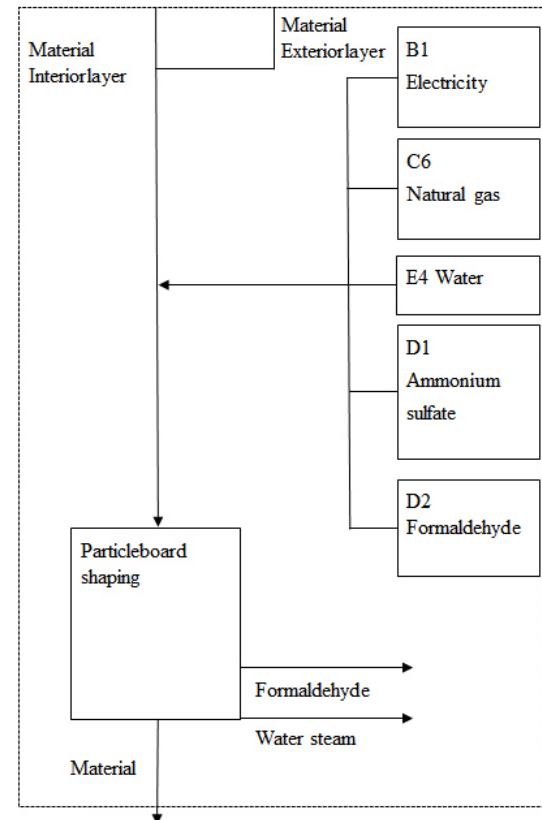 Material
Interiorlayer
Material
Exteriorlayer
B1
Electricity
C6
Natural gas
E4 Water
D1
Ammonium
sulfate
D2
Formaldehyde
Particleboard
shaping
Formaldehyde
Water steam
Material